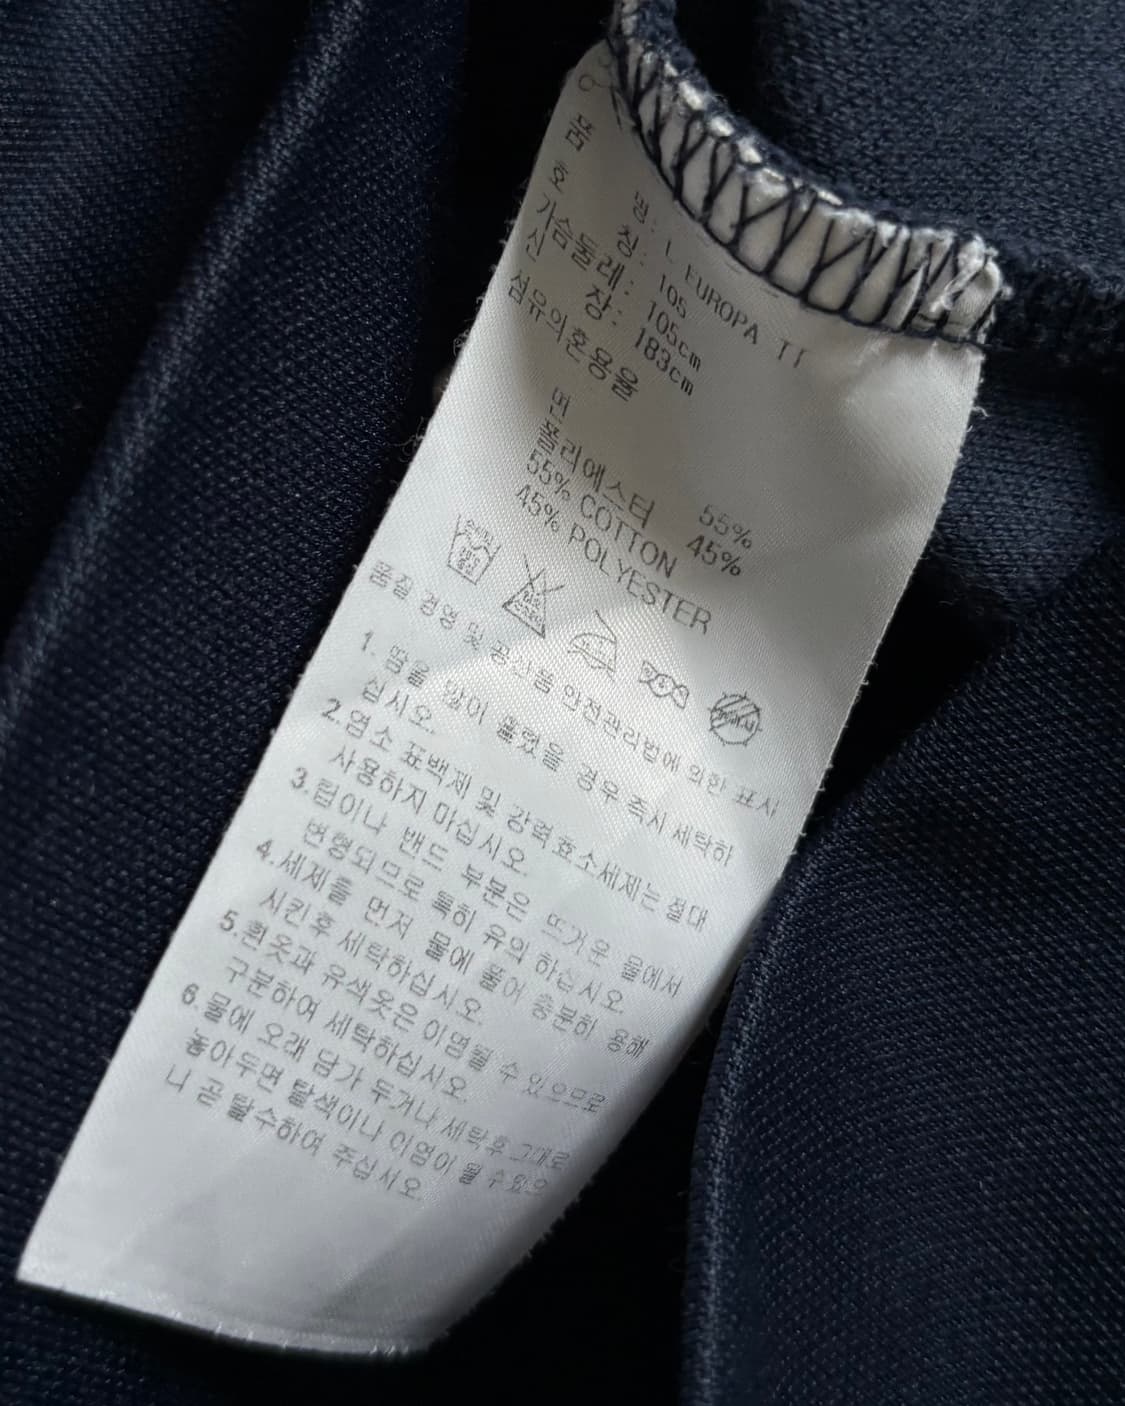 품 명: L EUROPA TI
호 칭: 105
가슴둘레: 105cm
신 장: 183cm
섬유의혼용율
면 55%
폴리에스터 45%
55% COTTON
45% POLYESTER
품질 경영 및 공산품 안전관리법에 의한 표시
1. 땀을 많이 흘렸을 경우 즉시 세탁하
십시오.
2. 염소 표백제 및 강력효소세제는 절대
사용하지 마십시오.
3. 립이나 밴드 부분은 뜨거운 물에서
변형되므로 특히 유의 하십시오.
4. 세제를 먼저 물에 풀어 충분히 용해
시킨후 세탁하십시오.
5. 흰옷과 유색옷은 이염될 수 있으므로
구분하여 세탁하십시오.
6. 물에 오래 담가 두거나 세탁후 그대로
놓아두면 탈색이나 이염이 될 수 있으
니 곧 탈수하여 주십시오.